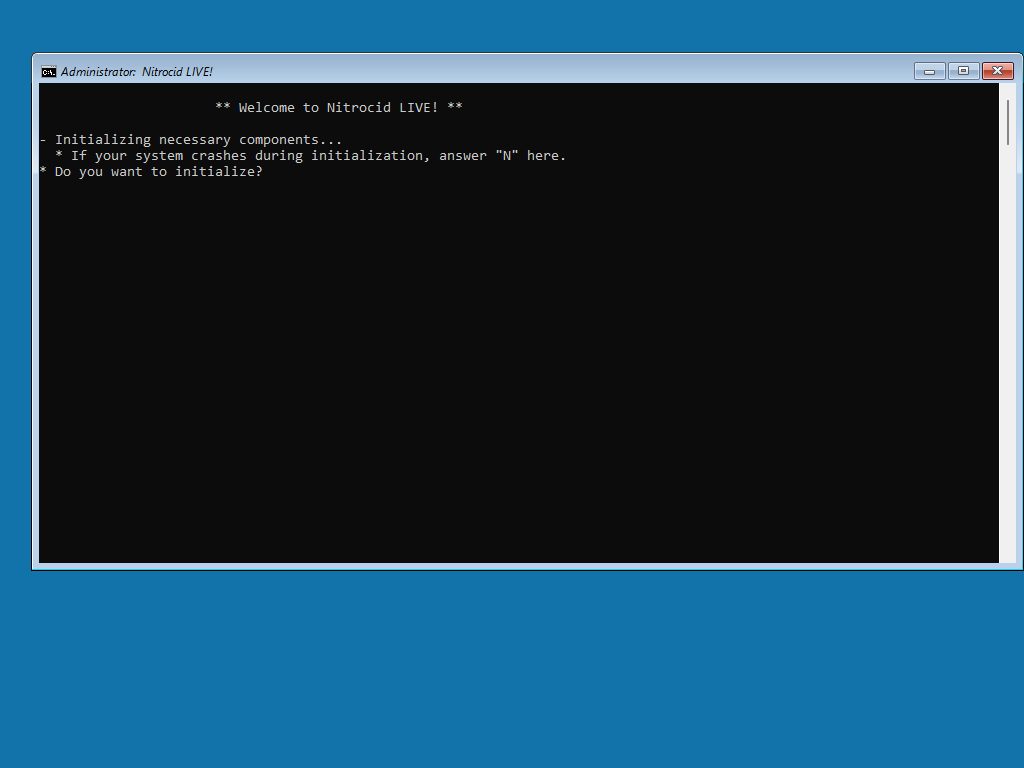 Administrator: Nitrocid LIVE!
** Welcome to Nitrocid LIVE! **
- Initializing necessary components...
* If your system crashes during initialization, answer "N" here.
* Do you want to initialize?